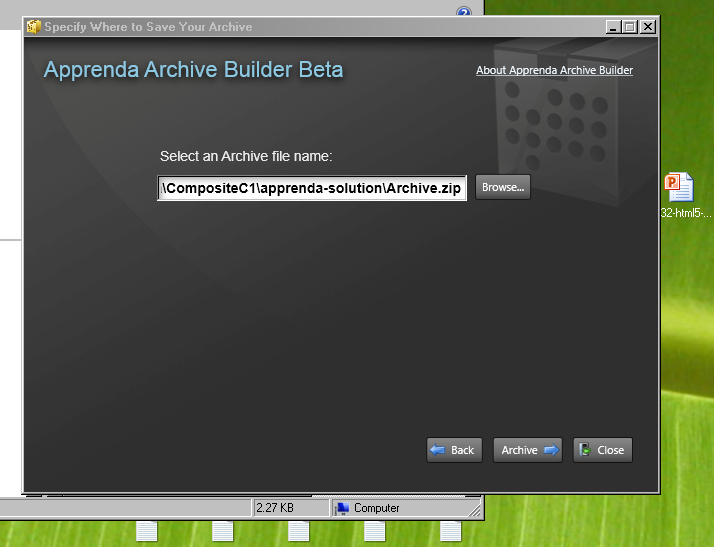 Specify Where to Save Your Archive
Apprenda Archive Builder Beta
About Apprenda Archive Builder
Select an Archive file name:
\CompositeC1\apprenda-solution\Archive.zip
Browse...
32-html5-...
Back
Archive
Close
2.27 KB
Computer